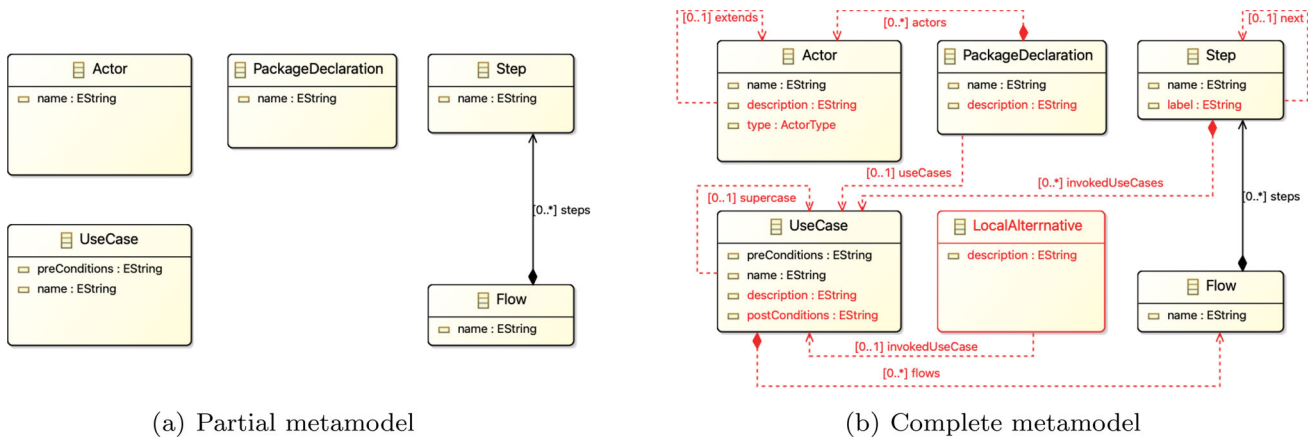 Actor
name : EString
PackageDeclaration
name : EString
Step
name : EString
[0..*] steps
UseCase
preConditions : EString
name : EString
Flow
name : EString
(a) Partial metamodel
[0..1] extends
[0..*] actors
[0..1] next
Actor
name : EString
description : EString
type : ActorType
PackageDeclaration
name : EString
description : EString
Step
name : EString
label : EString
[0..1] useCases
[0..*] invokedUseCases
[0..1] supercase
[0..*] steps
UseCase
preConditions : EString
name : EString
description : EString
postConditions : EString
LocalAlterrnative
description : EString
Flow
name : EString
[0..1] invokedUseCase
[0..*] flows
(b) Complete metamodel